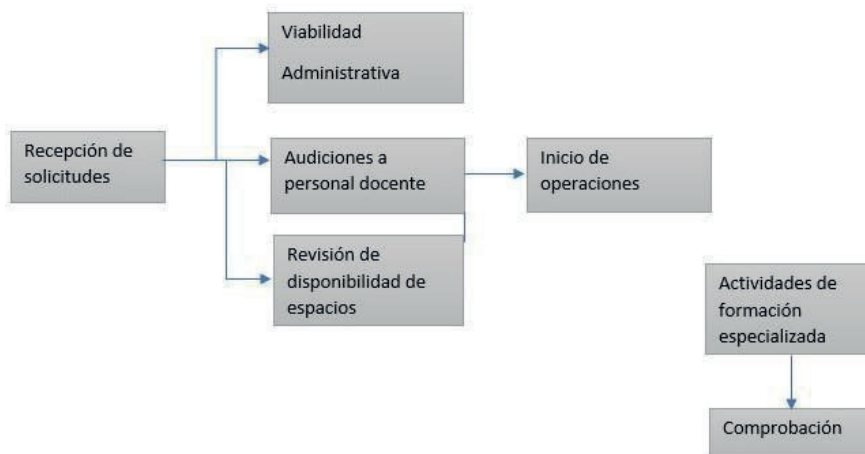 Viabilidad
Administrativa
Recepción de
solicitudes
Audiciones a
personal docente
Inicio de
operaciones
Revisión de
disponibilidad de
espacios
Actividades de
formación
especializada
Comprobación